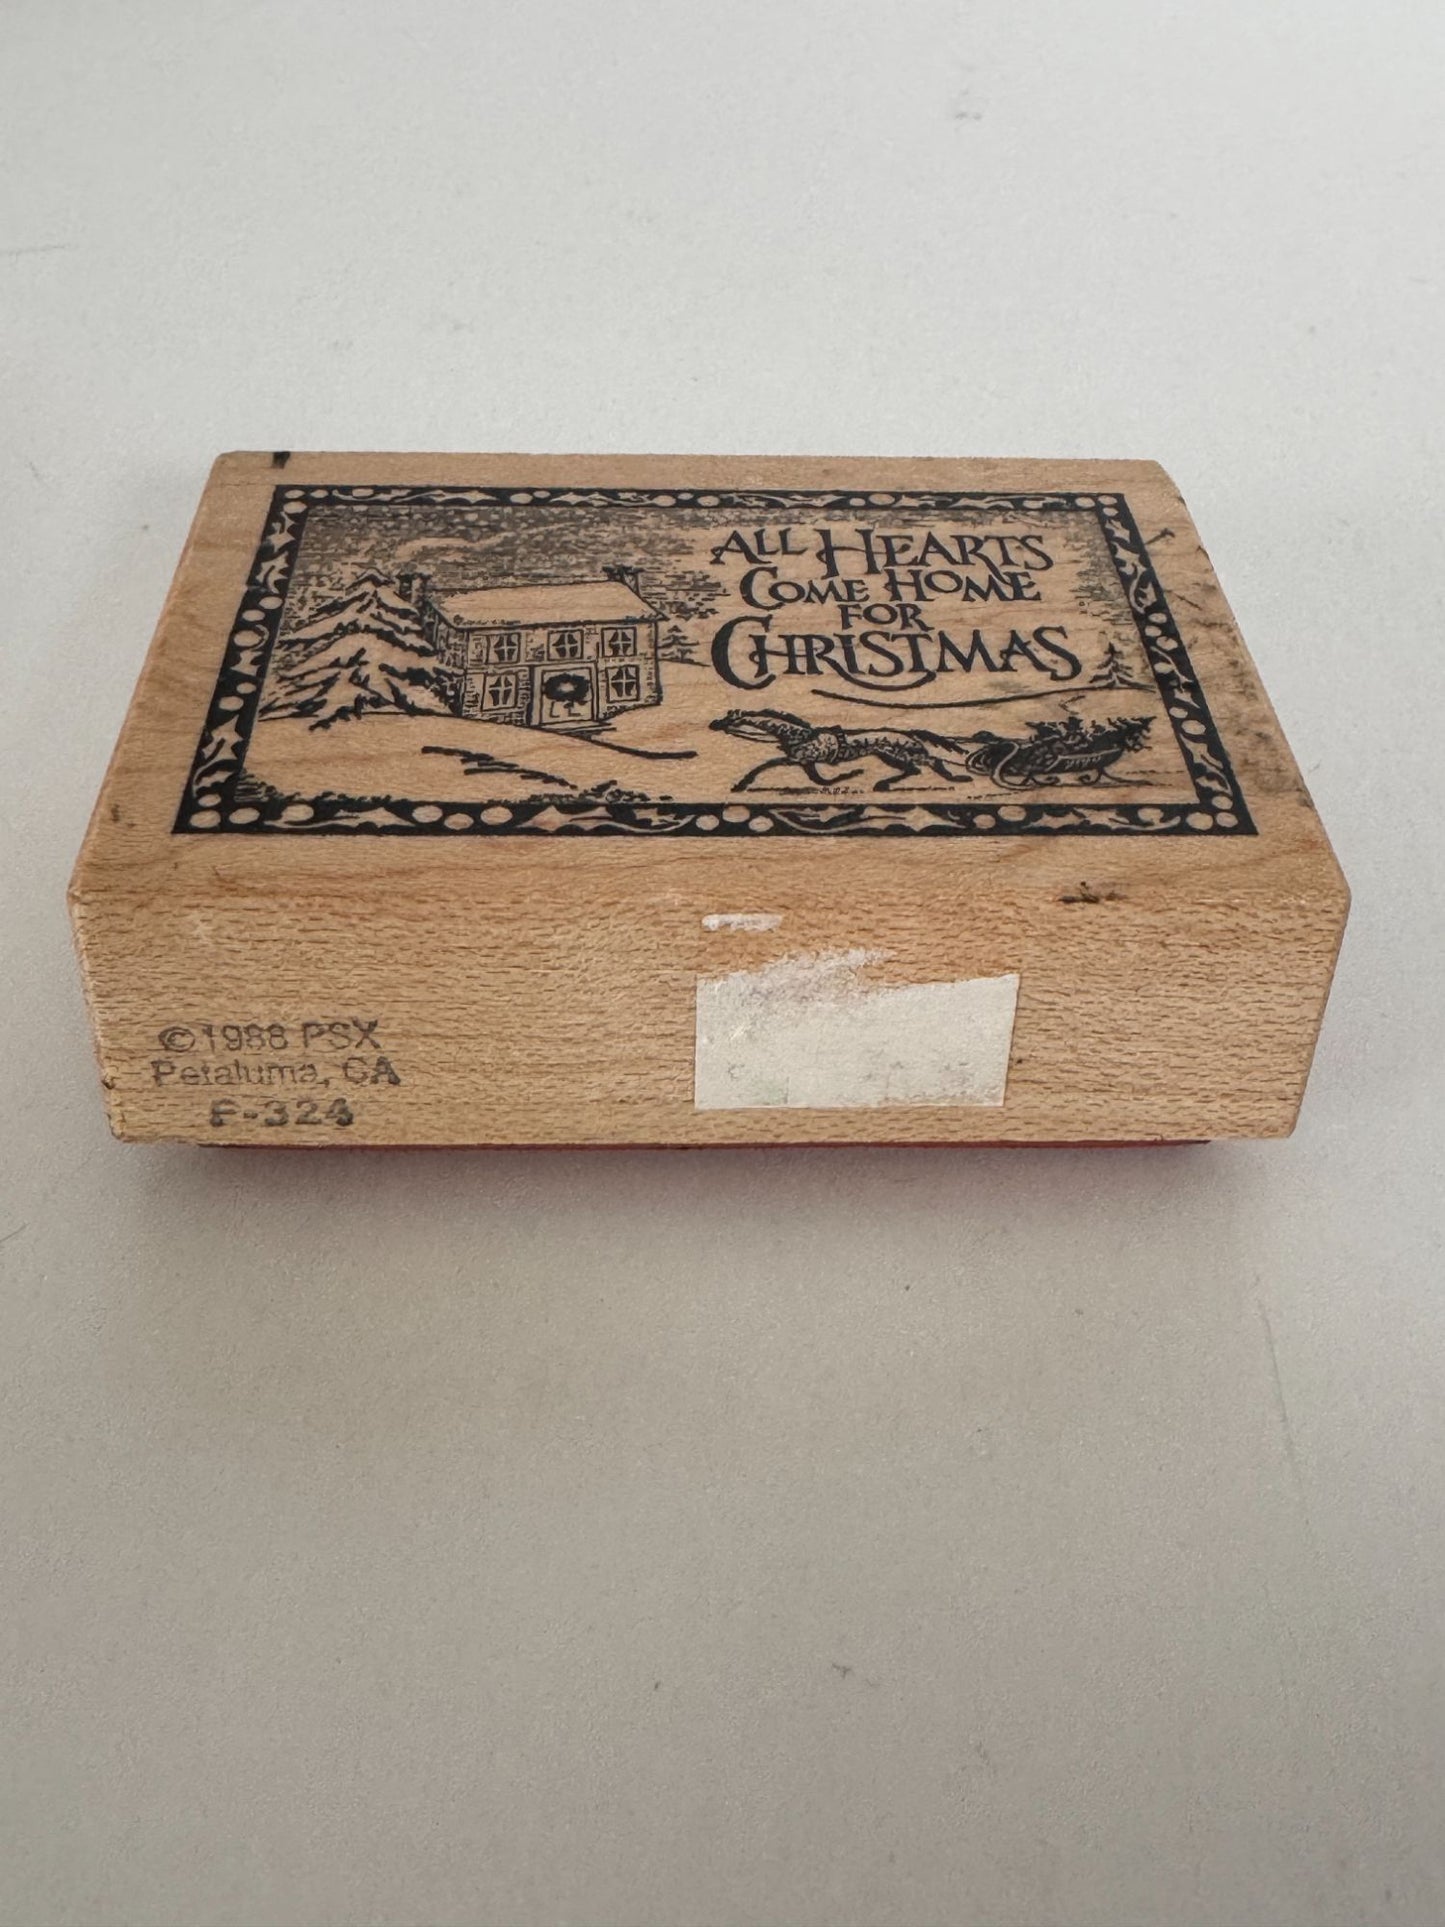 ALL HEARTS
COME HOME
FOR
CHRISTMAS
©1988 PSX
Petaluma, CA
F-324